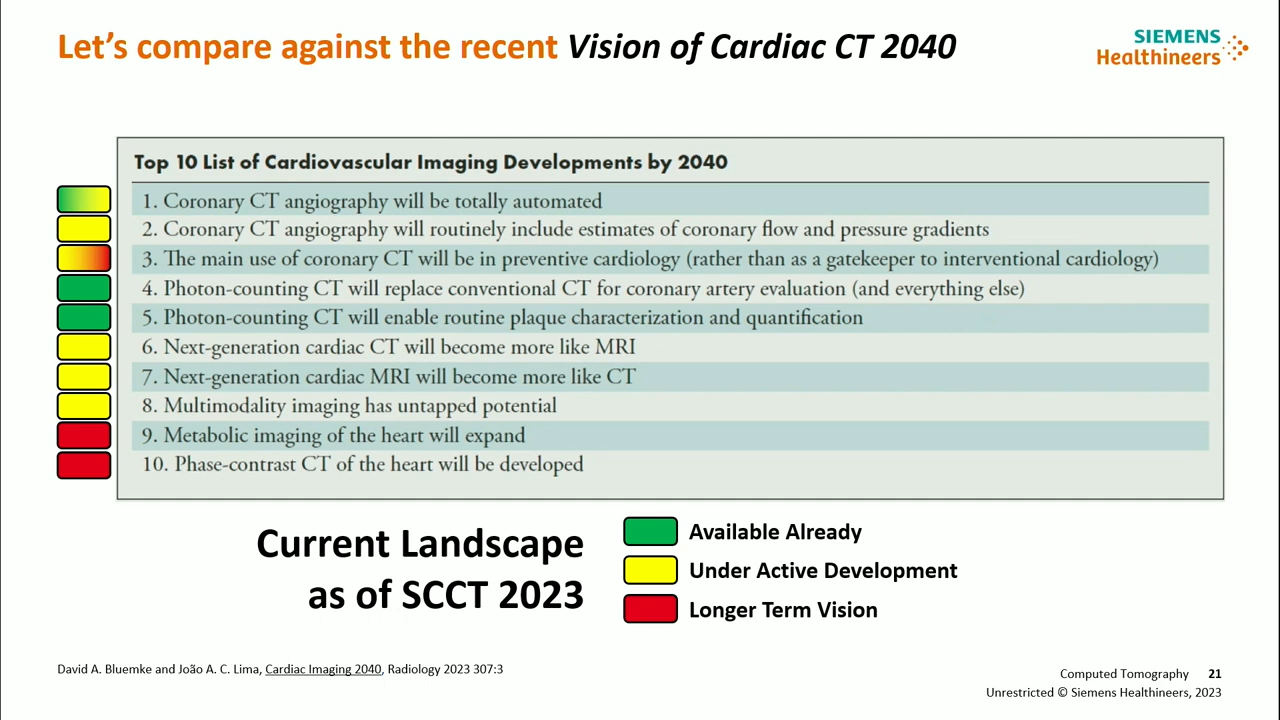 Let's compare against the recent Vision of Cardiac CT 2040
SIEMENS
Healthineers
Top 10 List of Cardiovascular Imaging Developments by 2040
1. Coronary CT angiography will be totally automated
2. Coronary CT angiography will routinely include estimates of coronary flow and pressure gradients
3. The main use of coronary CT will be in preventive cardiology (rather than as a gatekeeper to interventional cardiology)
4. Photon-counting CT will replace conventional CT for coronary artery evaluation (and everything else)
5. Photon-counting CT will enable routine plaque characterization and quantification
6. Next-generation cardiac CT will become more like MRI
7. Next-generation cardiac MRI will become more like CT
8. Multimodality imaging has untapped potential
9. Metabolic imaging of the heart will expand
10. Phase-contrast CT of the heart will be developed
Current Landscape
as of SCCT 2023
Available Already
Under Active Development
Longer Term Vision
David A. Bluemke and João A. C. Lima, Cardiac Imaging 2040, Radiology 2023 307:3
Computed Tomography 21
Unrestricted © Siemens Healthineers, 2023